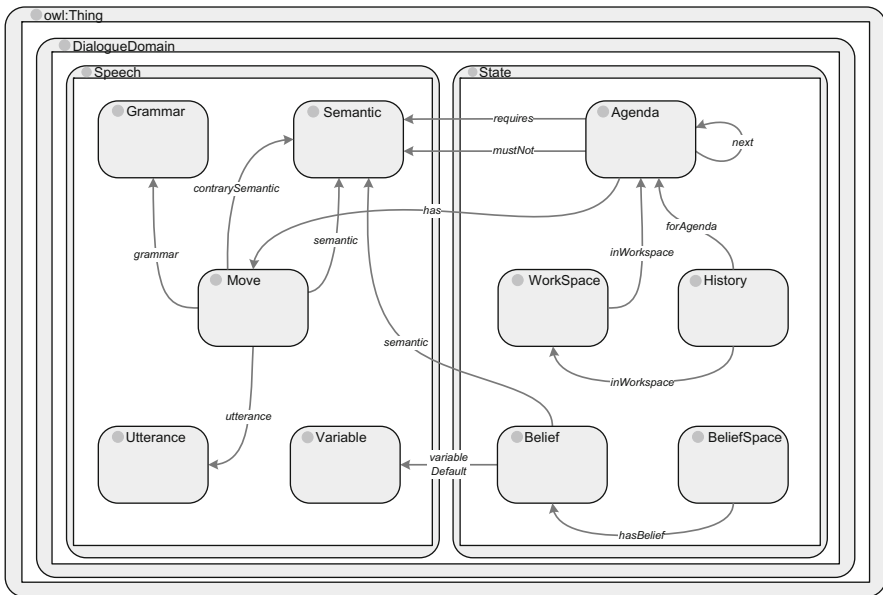 owl:Thing
DialogueDomain
Speech
State
Grammar
Semantic
Agenda
requires
mustNot
next
contrarySemantic
has
forAgenda
semantic
grammar
inWorkspace
Move
WorkSpace
History
semantic
inWorkspace
utterance
Utterance
Variable
Belief
BeliefSpace
variable
Default
hasBelief